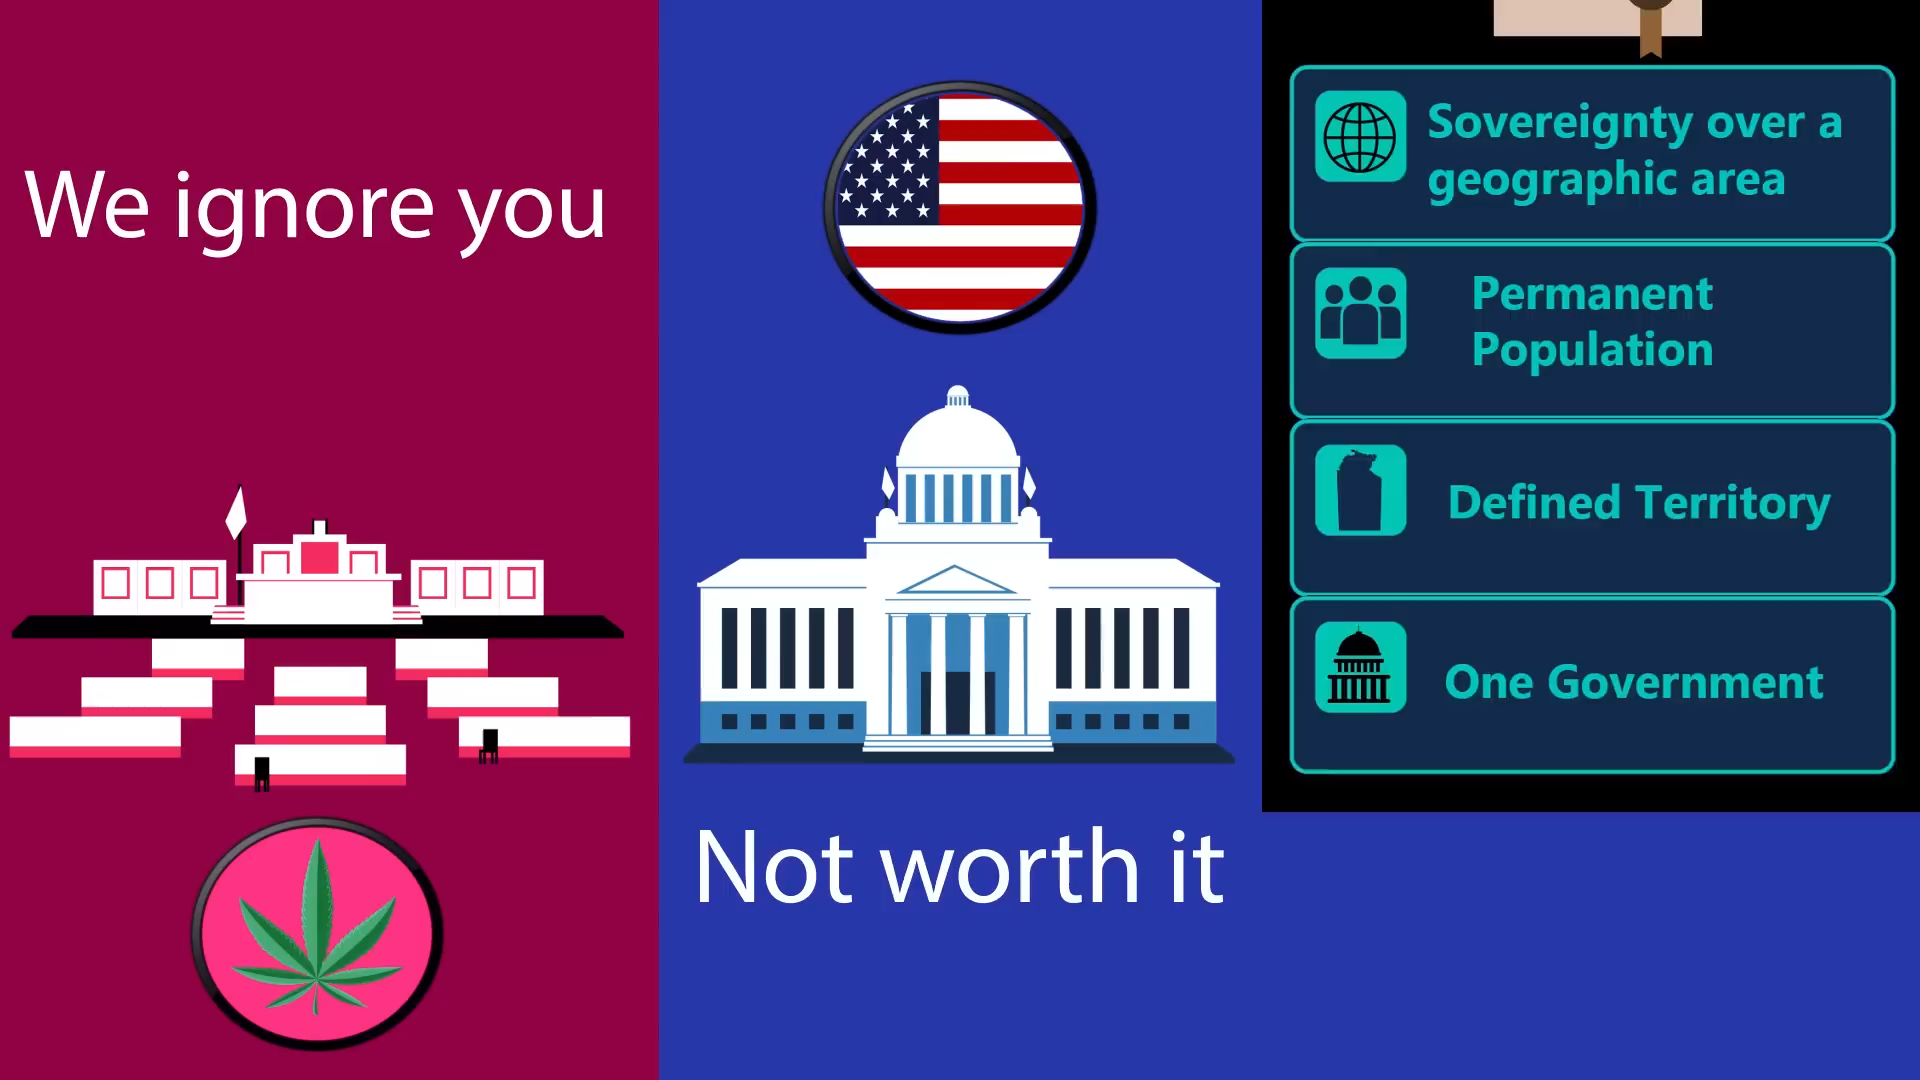 We ignore you
Not worth it
Sovereignty over a
geographic area
Permanent
Population
Defined Territory
One Government